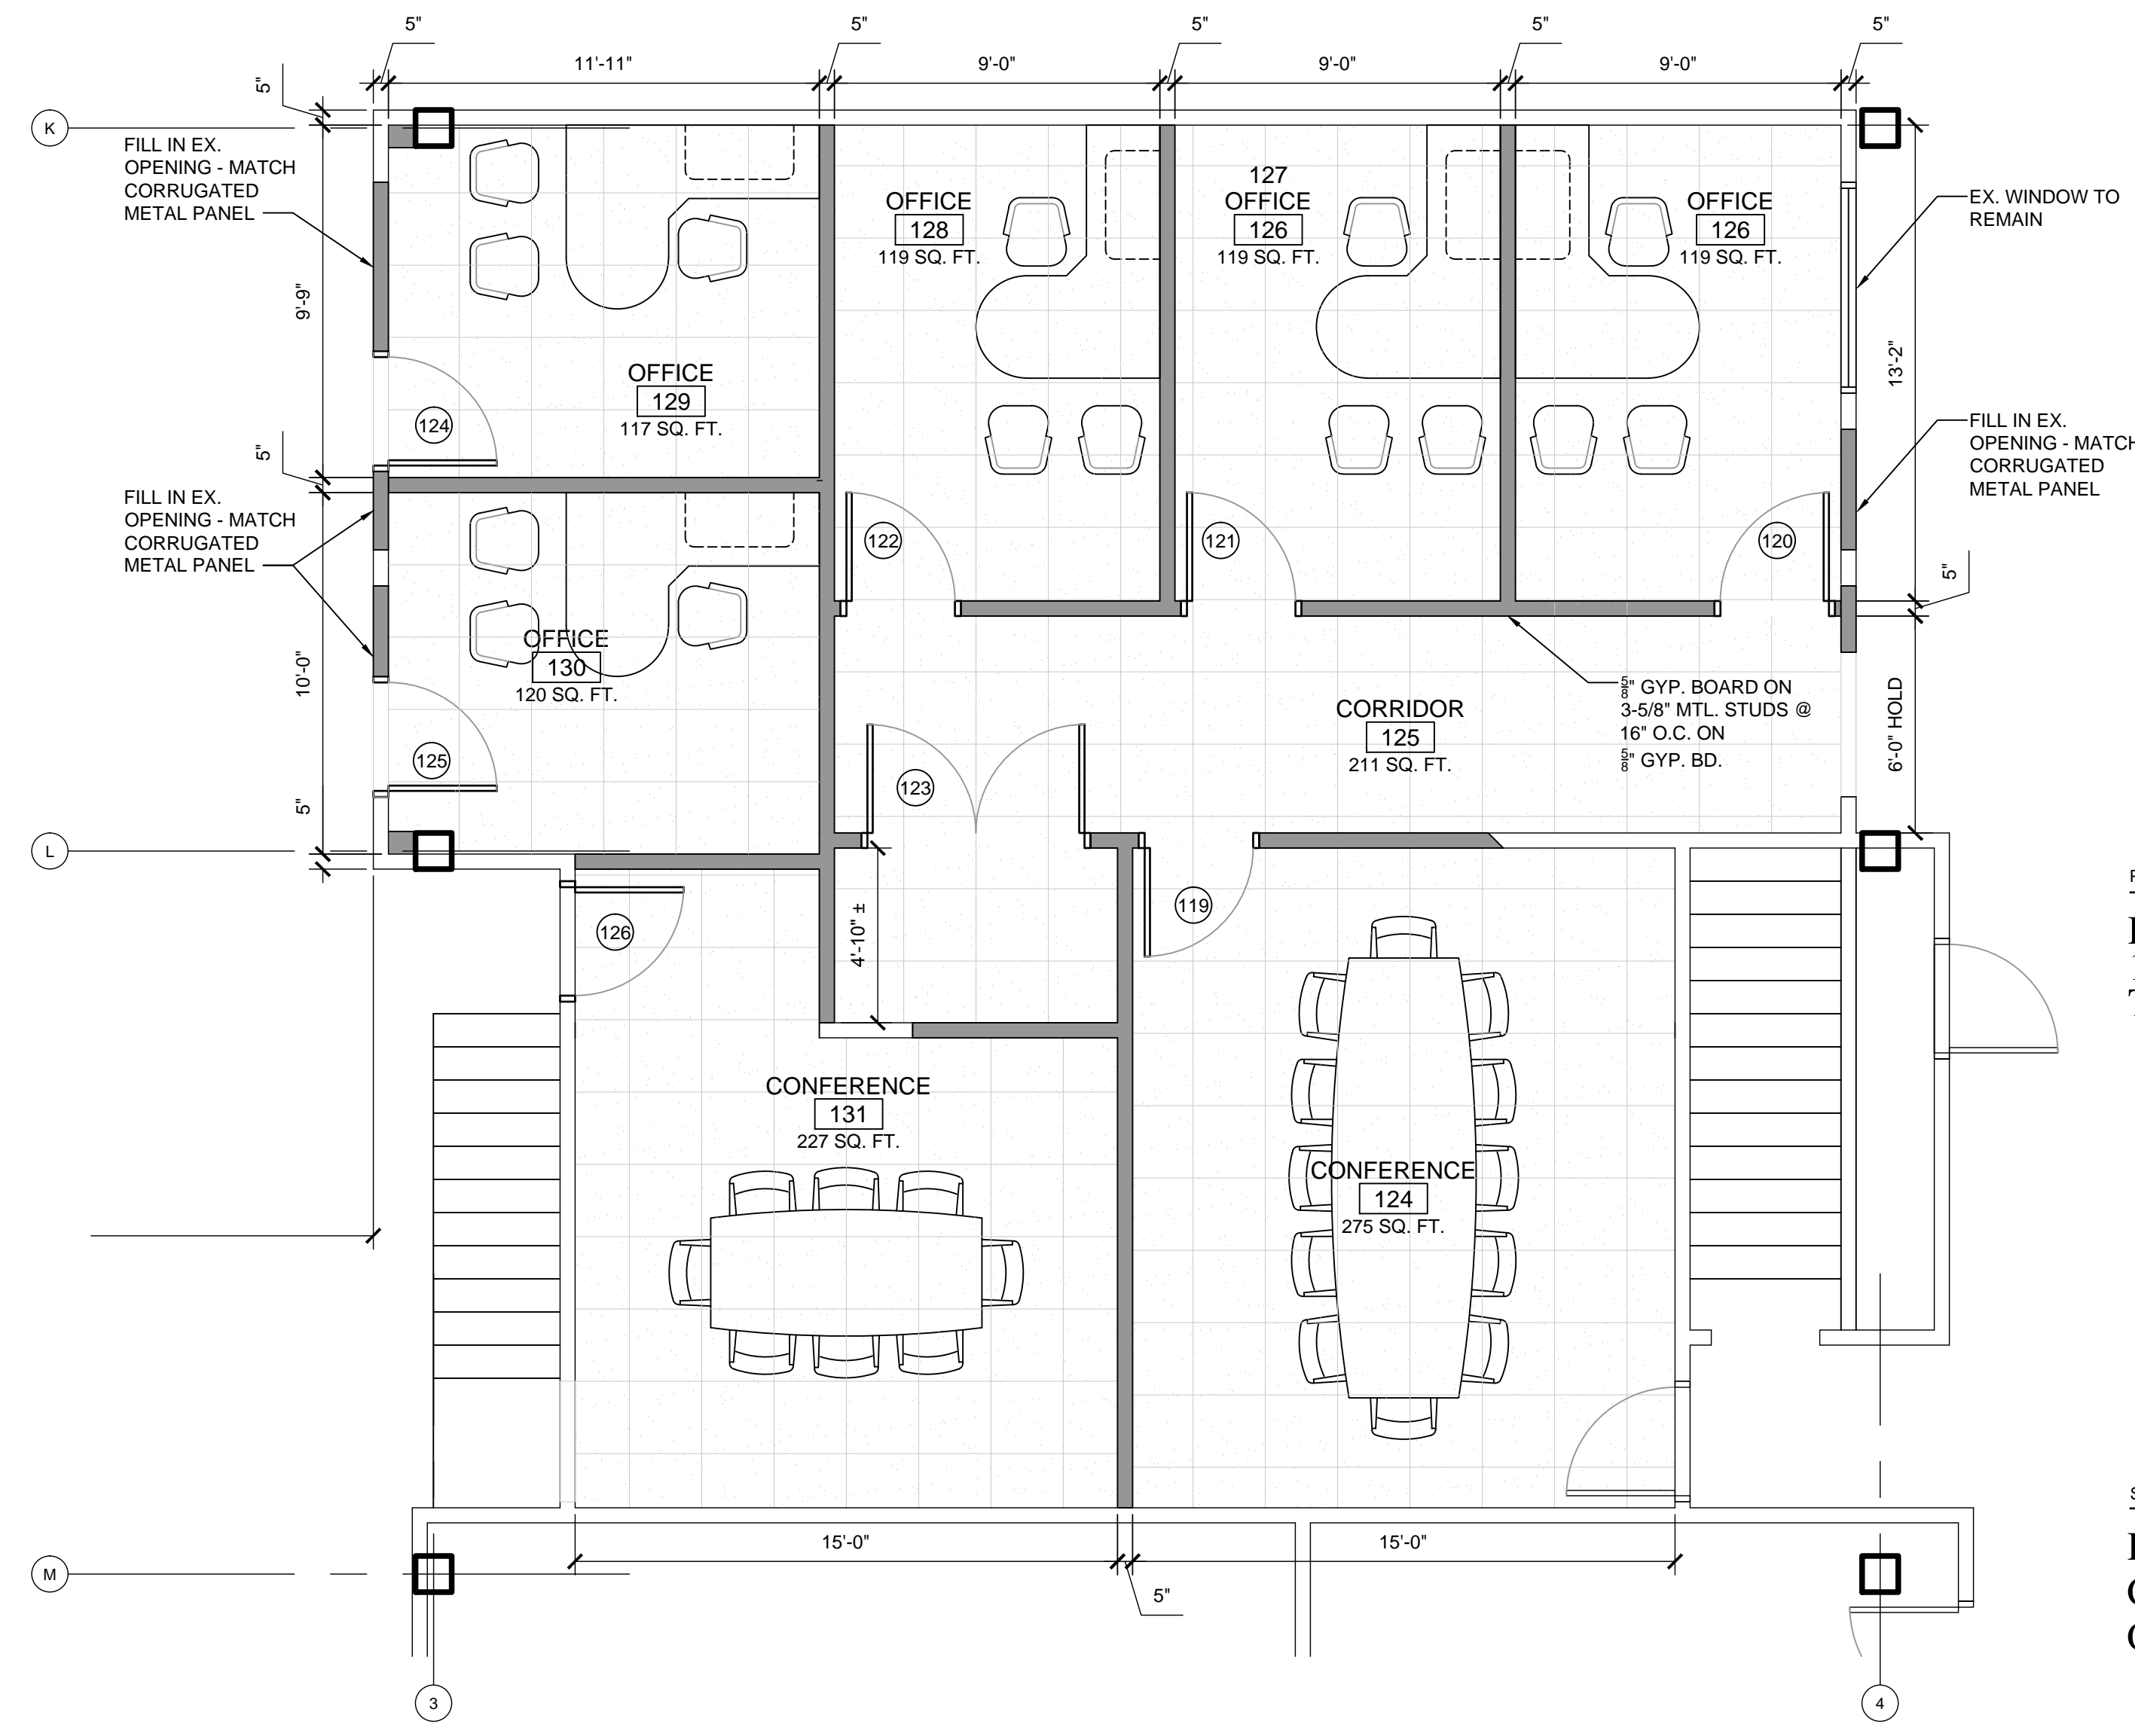 5"
5"
5"
5"
5"
11'-11"
9'-0"
9'-0"
9'-0"
5"
K
FILL IN EX.
OPENING - MATCH
CORRUGATED
METAL PANEL
EX. WINDOW TO
REMAIN
127
OFFICE
128
119 SQ. FT.
OFFICE
126
119 SQ. FT.
OFFICE
126
119 SQ. FT.
9'-9"
13'-2"
OFFICE
129
117 SQ. FT.
124
FILL IN EX.
OPENING - MATCH
CORRUGATED
METAL PANEL
5"
FILL IN EX.
OPENING - MATCH
CORRUGATED
METAL PANEL
122
121
120
5"
OFFICE
130
120 SQ. FT.
10'-0"
5/8" GYP. BOARD ON
3-5/8" MTL. STUDS @
16" O.C. ON
5/8" GYP. BD.
CORRIDOR
125
211 SQ. FT.
6'-0" HOLD
125
123
5"
L
4'-10" ±
119
126
CONFERENCE
131
227 SQ. FT.
CONFERENCE
124
275 SQ. FT.
15'-0"
15'-0"
5"
M
3
4